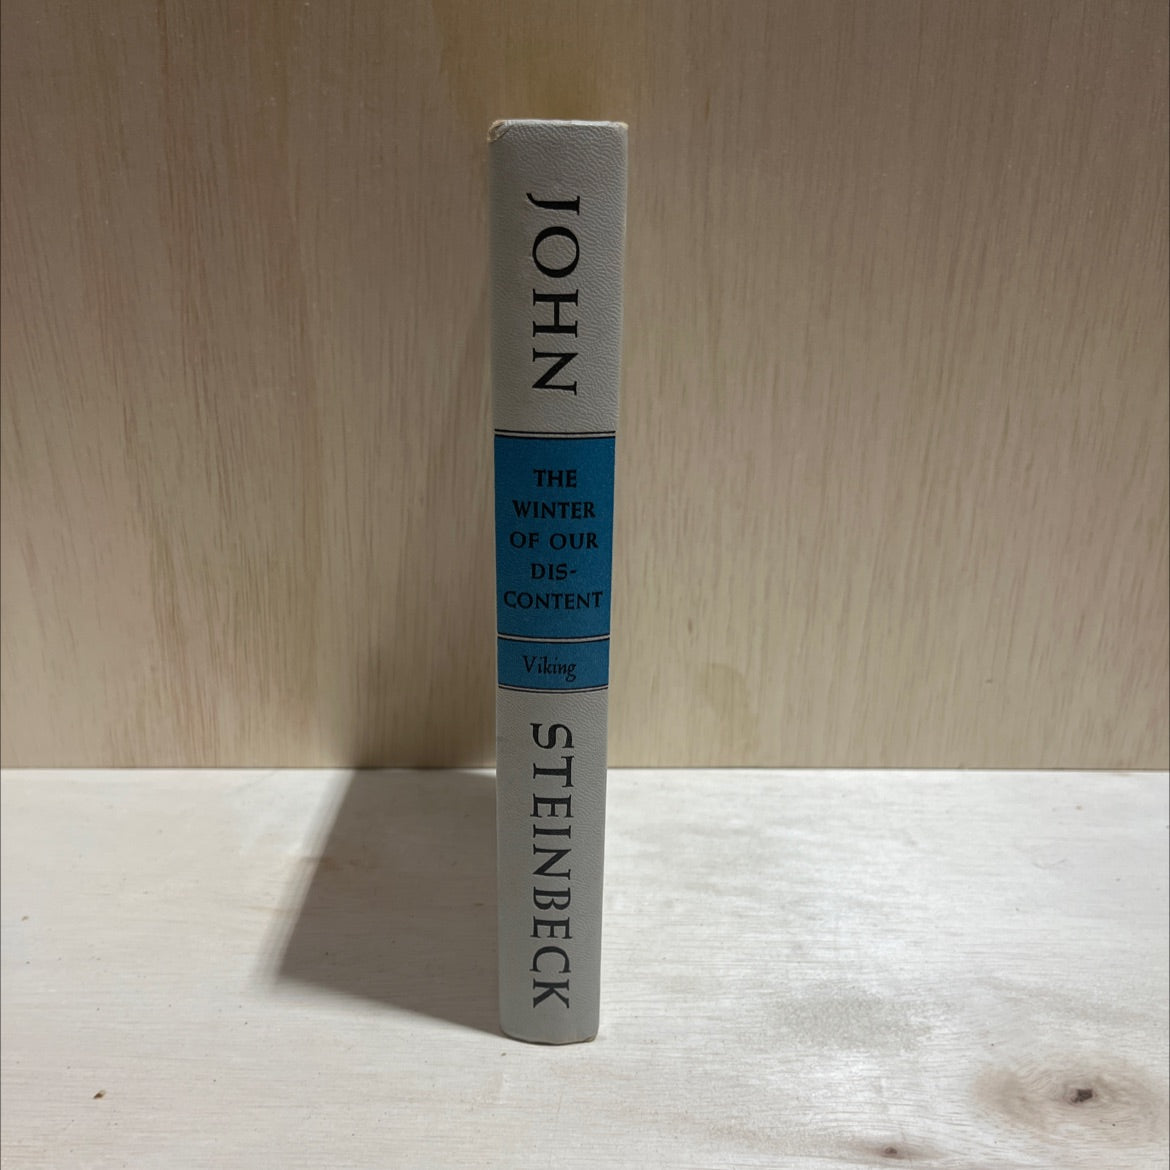 JOHN
THE
WINTER
OF OUR
DIS-
CONTENT
Viking
STEINBECK